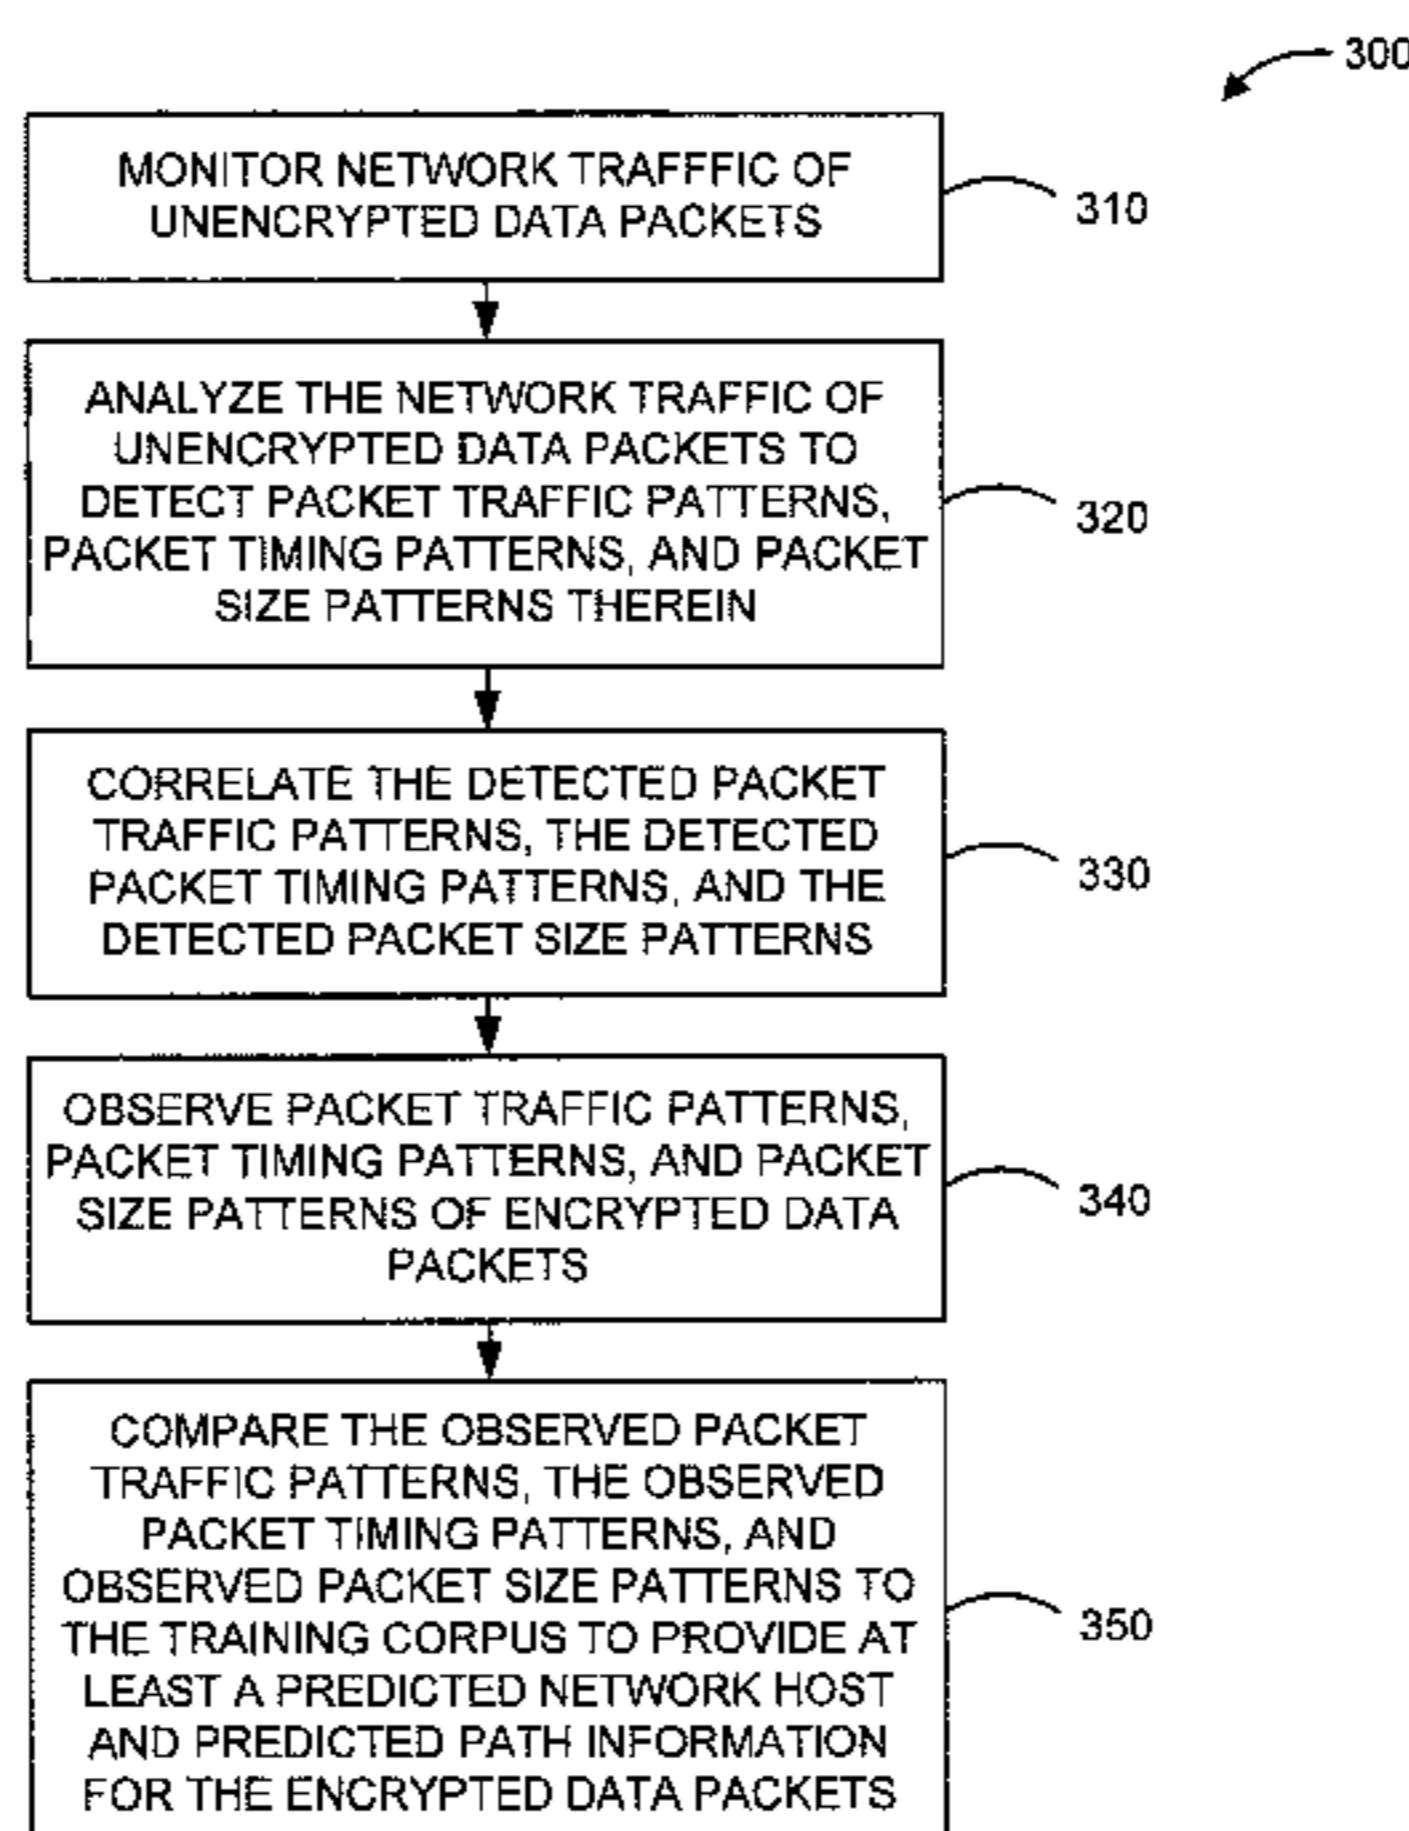 300
MONITOR NETWORK TRAFFFIC OF
UNENCRYPTED DATA PACKETS
310
ANALYZE THE NETWORK TRAFFIC OF
UNENCRYPTED DATA PACKETS TO
DETECT PACKET TRAFFIC PATTERNS,
PACKET TIMING PATTERNS, AND PACKET
SIZE PATTERNS THEREIN
320
CORRELATE THE DETECTED PACKET
TRAFFIC PATTERNS, THE DETECTED
PACKET TIMING PATTERNS, AND THE
DETECTED PACKET SIZE PATTERNS
330
OBSERVE PACKET TRAFFIC PATTERNS,
PACKET TIMING PATTERNS, AND PACKET
SIZE PATTERNS OF ENCRYPTED DATA
PACKETS
340
COMPARE THE OBSERVED PACKET
TRAFFIC PATTERNS, THE OBSERVED
PACKET TIMING PATTERNS, AND
OBSERVED PACKET SIZE PATTERNS TO
THE TRAINING CORPUS TO PROVIDE AT
LEAST A PREDICTED NETWORK HOST
AND PREDICTED PATH INFORMATION
FOR THE ENCRYPTED DATA PACKETS
350